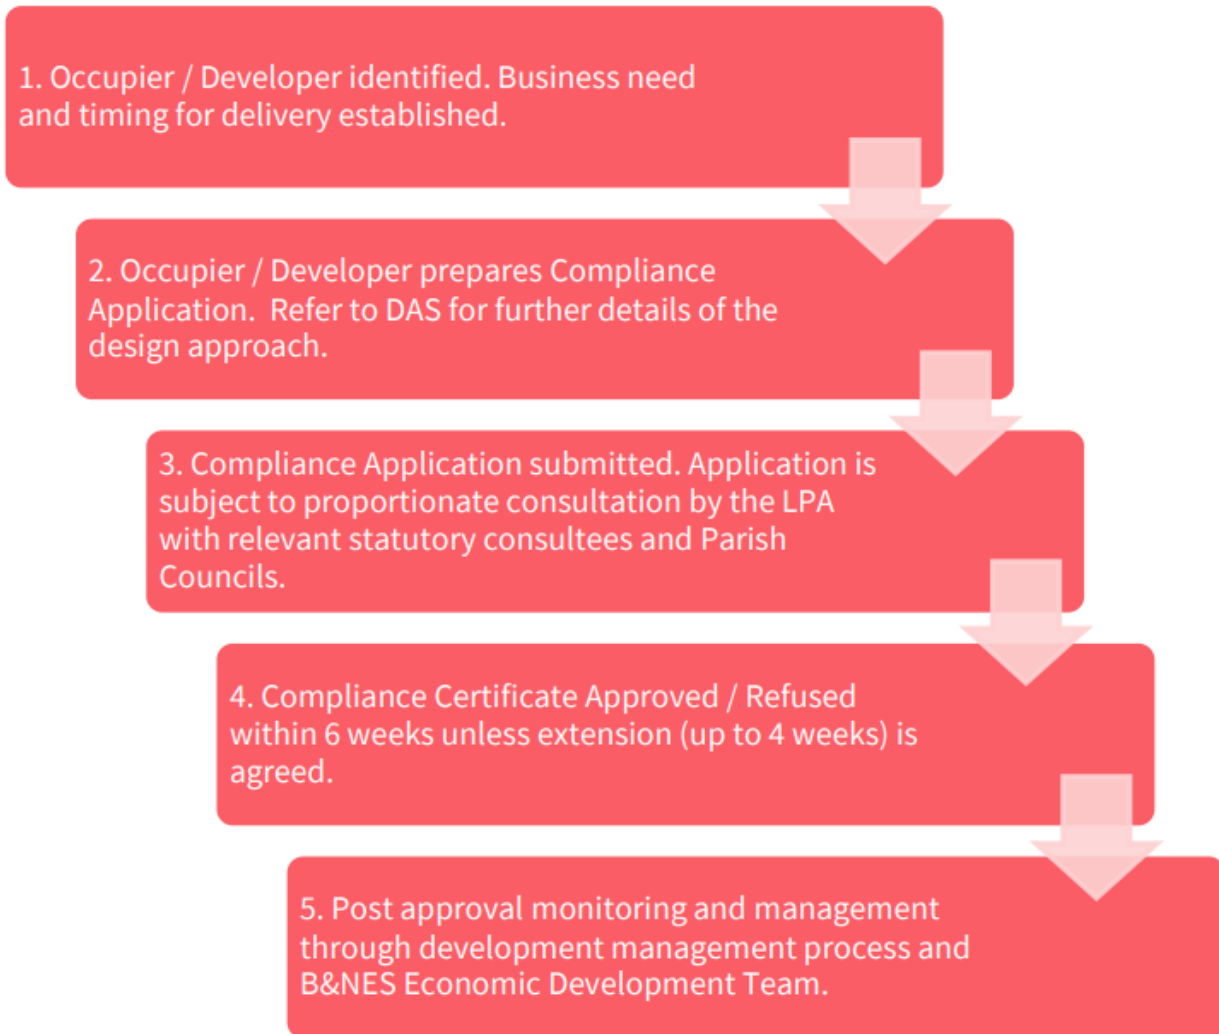 1. Occupier / Developer identified. Business need
and timing for delivery established.
2. Occupier / Developer prepares Compliance
Application.  Refer to DAS for further details of the
design approach.
3. Compliance Application submitted. Application is
subject to proportionate consultation by the LPA
with relevant statutory consultees and Parish
Councils.
4. Compliance Certificate Approved / Refused
within 6 weeks unless extension (up to 4 weeks) is
agreed.
5. Post approval monitoring and management
through development management process and
B&NES Economic Development Team.